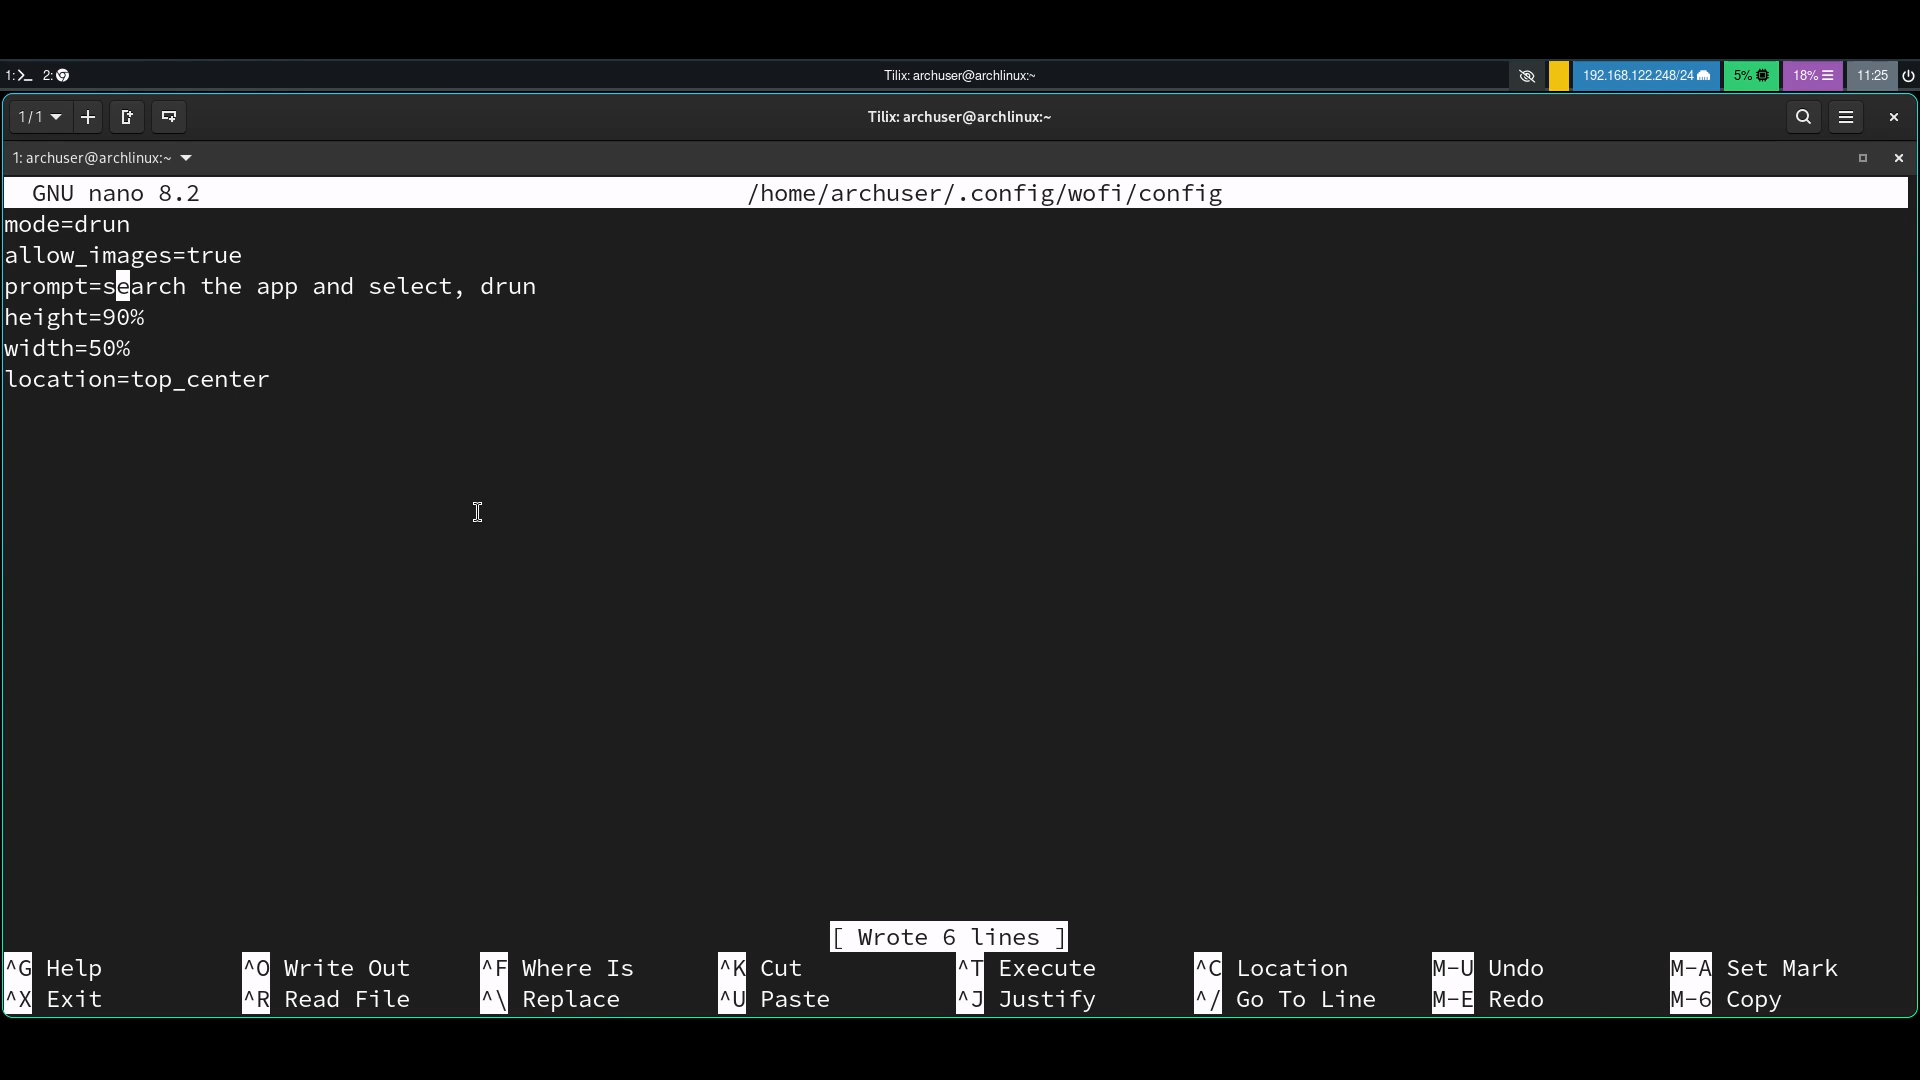 1: 2: Tilix: archuser@archlinux:~ 192.168.122.248/24 5% 18% 11:25
1/1 Tilix: archuser@archlinux:~
1: archuser@archlinux:~
GNU nano 8.2 /home/archuser/.config/wofi/config
mode=drun
allow_images=true
prompt=search the app and select, drun
height=90%
width=50%
location=top_center
[ Wrote 6 lines ]
^G Help ^O Write Out ^F Where Is ^K Cut ^T Execute ^C Location M-U Undo M-A Set Mark
^X Exit ^R Read File ^\ Replace ^U Paste ^J Justify ^/ Go To Line M-E Redo M-6 Copy